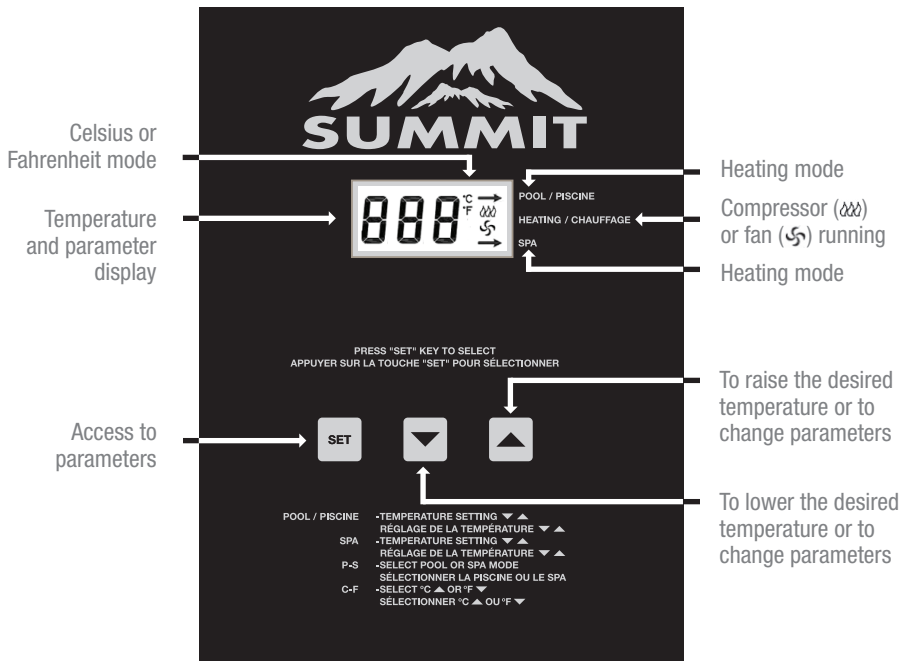 SUMMIT
Celsius or
Fahrenheit mode
Temperature
and parameter
display
888
°C
°F
POOL / PISCINE
HEATING / CHAUFFAGE
SPA
Heating mode
Compressor ()
or fan () running
Heating mode
PRESS "SET" KEY TO SELECT
APPUYER SUR LA TOUCHE "SET" POUR SÉLECTIONNER
Access to
parameters
SET
To raise the desired
temperature or to
change parameters
To lower the desired
temperature or to
change parameters
POOL / PISCINE -TEMPERATURE SETTING ▼ ▲
RÉGLAGE DE LA TEMPÉRATURE ▼ ▲
SPA -TEMPERATURE SETTING ▼ ▲
RÉGLAGE DE LA TEMPÉRATURE ▼ ▲
P-S -SELECT POOL OR SPA MODE
SÉLECTIONNER LA PISCINE OU LE SPA
C-F -SELECT °C ▲ OR °F ▼
SÉLECTIONNER °C ▲ OU °F ▼